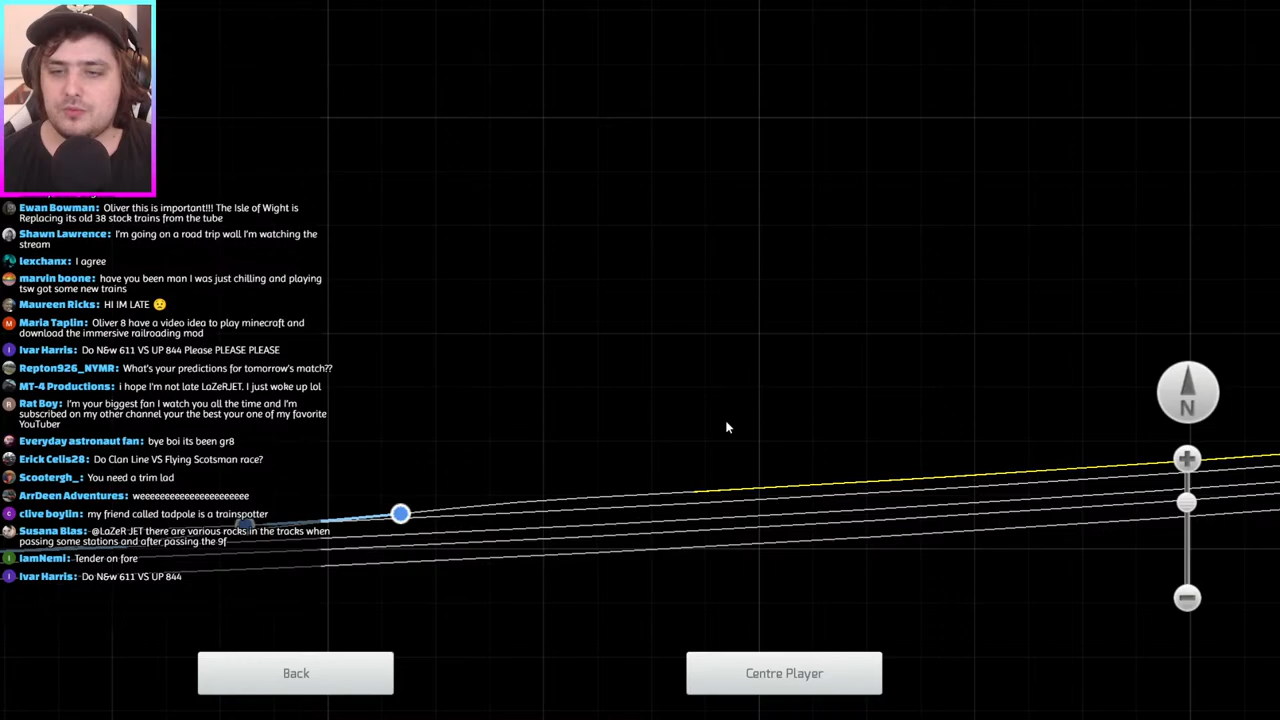 Ewan Bowman: Oliver this is important!!! The Isle of Wight is
Replacing its old 38 stock trains from the tube
Shawn Lawrence: I'm going on a road trip wall I'm watching the
stream
lexchanx: I agree
marvin boone: have you been man I was just chilling and playing
tsw got some new trains
Maureen Ricks: HI IM LATE 😟
M
Maria Taplin: Oliver 8 have a video idea to play minecraft and
download the immersive railroading mod
I
Ivar Harris: Do N&w 611 VS UP 844 Please PLEASE PLEASE
Repton926_NYMR: What's your predictions for tomorrow's match??
MT-4 Productions: i hope I'm not late LaZeRJET. I just woke up lol
R
Rat Boy: I'm your biggest fan I watch you all the time and I'm
subscribed on my other channel your the best your one of my favorite
YouTuber
Everyday astronaut fan: bye boi its been gr8
Erick Celis28: Do Clan Line VS Flying Scotsman race?
Scootergh_: You need a trim lad
ArrDeen Adventures: weeeeeeeeeeeeeeeeeeeee
c
clive boylin: my friend called tadpole is a trainspotter
Susana Blas: @LaZeR JET there are various rocks in the tracks when
passing some stations and after passing the 9f
I
IamNemi: Tender on fore
I
Ivar Harris: Do N&w 611 VS UP 844
N
Back
Centre Player